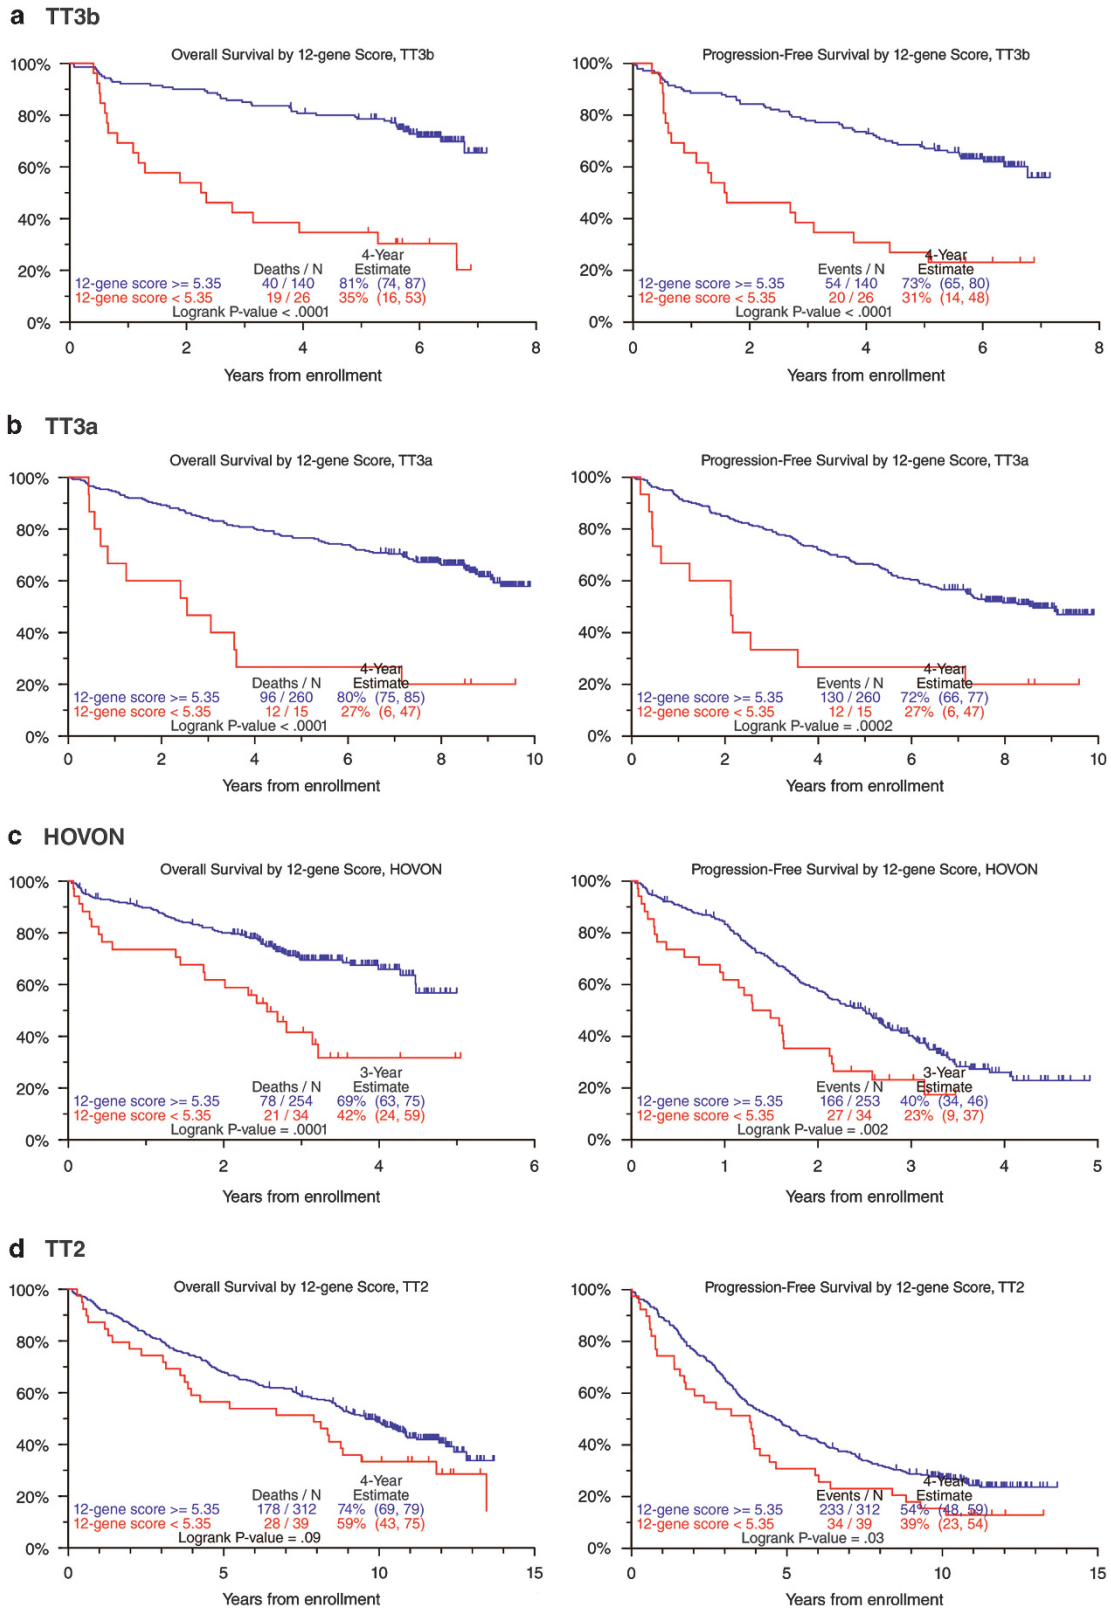 a TT3b
Overall Survival by 12-gene Score, TT3b
100%
80%
60%
40%
20%
0%
4-Year
Deaths / N Estimate
12-gene score >= 5.35 40 / 140 81% (74, 87)
12-gene score < 5.35 19 / 26 35% (16, 53)
Logrank P-value < .0001
0 2 4 6 8
Years from enrollment
Progression-Free Survival by 12-gene Score, TT3b
100%
80%
60%
40%
20%
0%
4-Year
Events / N Estimate
12-gene score >= 5.35 54 / 140 73% (65, 80)
12-gene score < 5.35 20 / 26 31% (14, 48)
Logrank P-value < .0001
0 2 4 6 8
Years from enrollment
b TT3a
Overall Survival by 12-gene Score, TT3a
100%
80%
60%
40%
20%
0%
4-Year
Deaths / N Estimate
12-gene score >= 5.35 96 / 260 80% (75, 85)
12-gene score < 5.35 12 / 15 27% (6, 47)
Logrank P-value < .0001
0 2 4 6 8 10
Years from enrollment
Progression-Free Survival by 12-gene Score, TT3a
100%
80%
60%
40%
20%
0%
4-Year
Events / N Estimate
12-gene score >= 5.35 130 / 260 72% (66, 77)
12-gene score < 5.35 12 / 15 27% (6, 47)
Logrank P-value = .0002
0 2 4 6 8 10
Years from enrollment
c HOVON
Overall Survival by 12-gene Score, HOVON
100%
80%
60%
40%
20%
0%
3-Year
Deaths / N Estimate
12-gene score >= 5.35 78 / 254 69% (63, 75)
12-gene score < 5.35 21 / 34 42% (24, 59)
Logrank P-value = .0001
0 2 4 6
Years from enrollment
Progression-Free Survival by 12-gene Score, HOVON
100%
80%
60%
40%
20%
0%
3-Year
Events / N Estimate
12-gene score >= 5.35 166 / 253 40% (34, 46)
12-gene score < 5.35 27 / 34 23% (9, 37)
Logrank P-value = .002
0 1 2 3 4 5
Years from enrollment
d TT2
Overall Survival by 12-gene Score, TT2
100%
80%
60%
40%
20%
0%
4-Year
Deaths / N Estimate
12-gene score >= 5.35 178 / 312 74% (69, 79)
12-gene score < 5.35 28 / 39 59% (43, 75)
Logrank P-value = .09
0 5 10 15
Years from enrollment
Progression-Free Survival by 12-gene Score, TT2
100%
80%
60%
40%
20%
0%
4-Year
Events / N Estimate
12-gene score >= 5.35 233 / 312 54% (48, 59)
12-gene score < 5.35 34 / 39 39% (23, 54)
Logrank P-value = .03
0 5 10 15
Years from enrollment